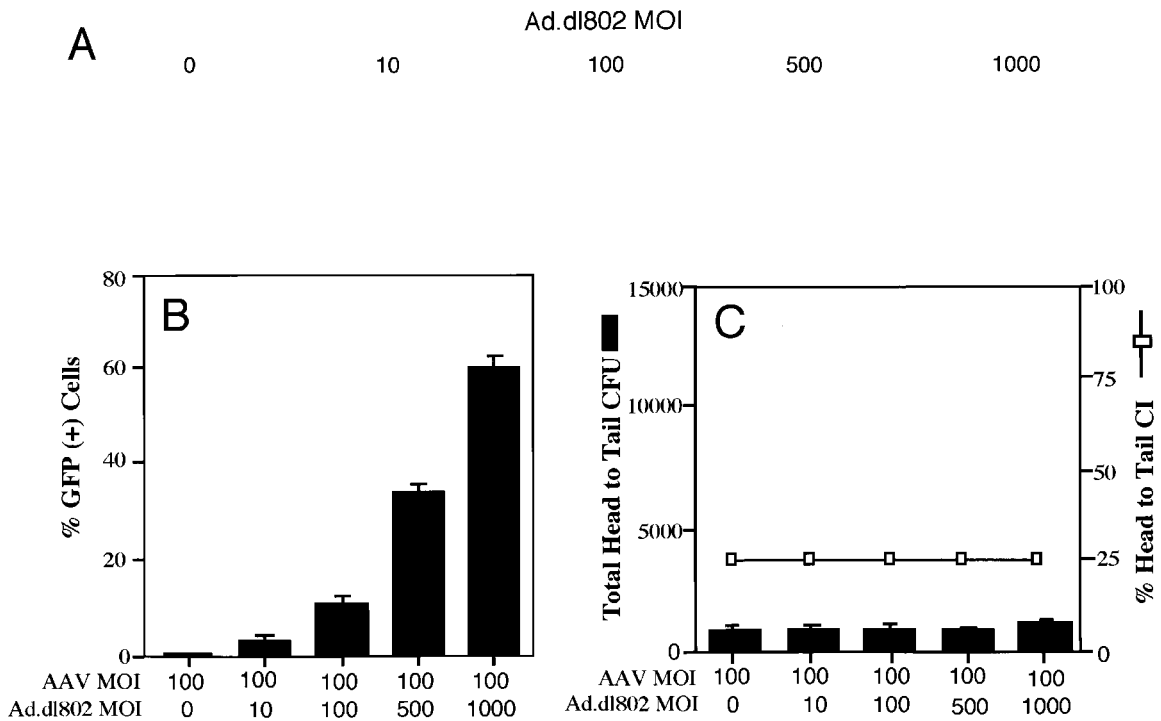 Ad.dl802 MOI
A
0 10 100 500 1000
B
% GFP (+) Cells
80
60
40
20
0
AAV MOI 100 100 100 100 100
Ad.dl802 MOI 0 10 100 500 1000
C
Total Head to Tail CFU
15000
10000
5000
0
% Head to Tail CI
100
75
50
25
0
AAV MOI 100 100 100 100 100
Ad.dl802 MOI 0 10 100 500 1000